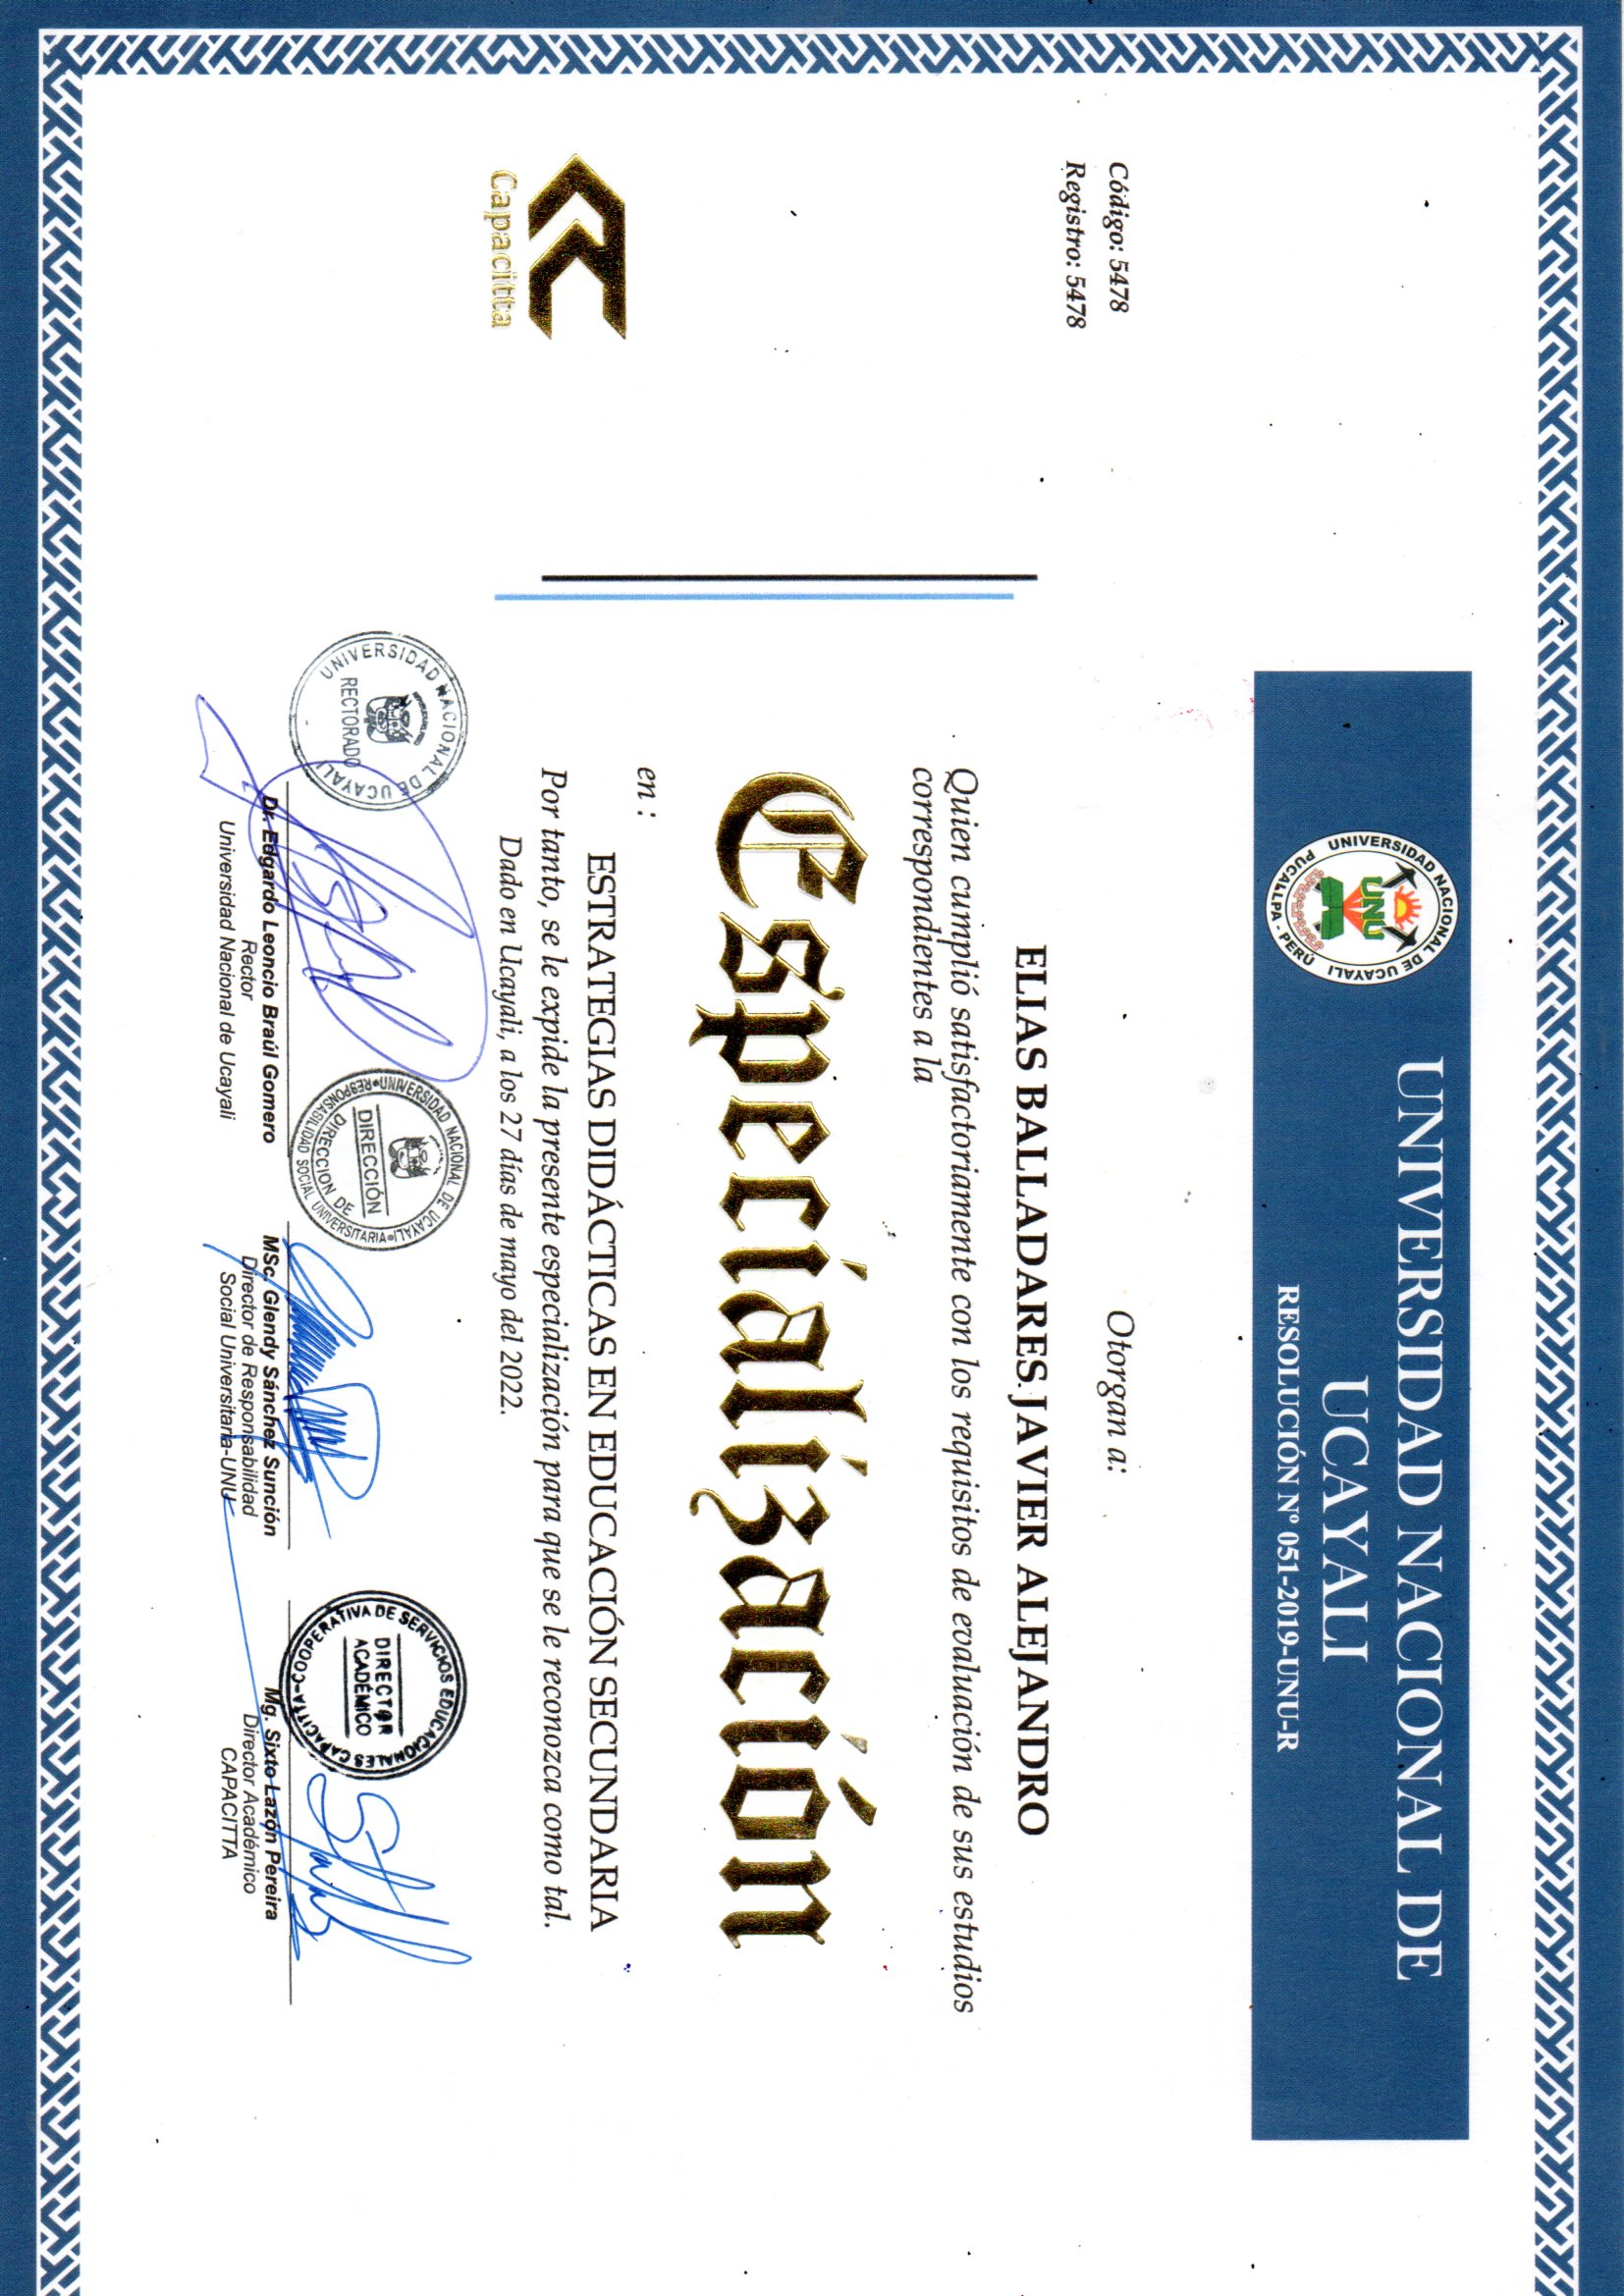 UNIVERSIDAD NACIONAL DE
UCAYALI
RESOLUCIÓN Nº 051-2019-UNU-R
UNIVERSIDAD NACIONAL DE UCAYALI
PUCALLPA - PERÚ
UNU
Código: 5478
Registro: 5478
Otorgan a:
ELIAS BALLADARES JAVIER ALEJANDRO
Quien cumplió satisfactoriamente con los requisitos de evaluación de sus estudios
correspondientes a la
Especialización
en :
ESTRATEGIAS DIDÁCTICAS EN EDUCACIÓN SECUNDARIA
Por tanto, se le expide la presente especialización para que se le reconozca como tal.
Dado en Ucayali, a los 27 días de mayo del 2022.
Capacitta
UNIVERSIDAD NACIONAL DE UCAYALI
RECTORADO
Dr. Edgardo Leoncio Braúl Gomero
Rector
Universidad Nacional de Ucayali
UNIVERSIDAD NACIONAL DE UCAYALI
DIRECCIÓN
DIRECCION DE
RESPONSABILIDAD SOCIAL UNIVERSITARIA
MSc. Glendy Sánchez Sunción
Director de Responsabilidad
Social Universitaria-UNU
COOPERATIVA DE SERVICIOS EDUCACIONALES CAPACITTA
DIRECTOR
ACADÉMICO
Mg. Sixto Lazón Pereira
Director Académico
CAPACITTA